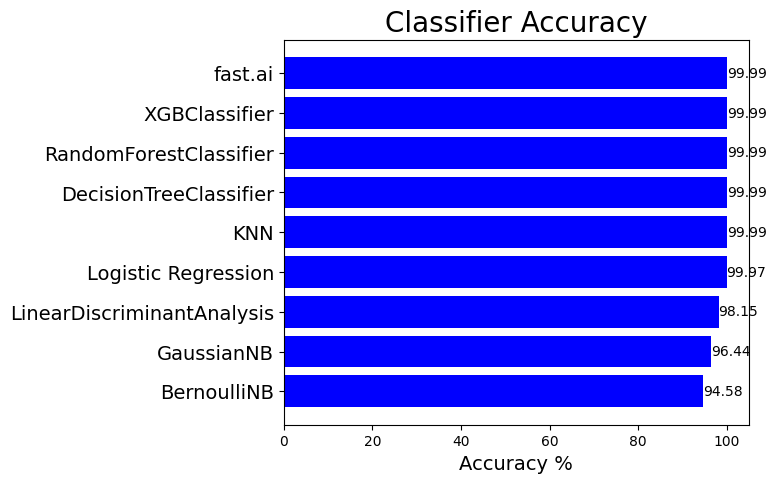 Classifier Accuracy
fast.ai 99.99
XGBClassifier 99.99
RandomForestClassifier 99.99
DecisionTreeClassifier 99.99
KNN 99.99
Logistic Regression 99.97
LinearDiscriminantAnalysis 98.15
GaussianNB 96.44
BernoulliNB 94.58
0 20 40 60 80 100
Accuracy %